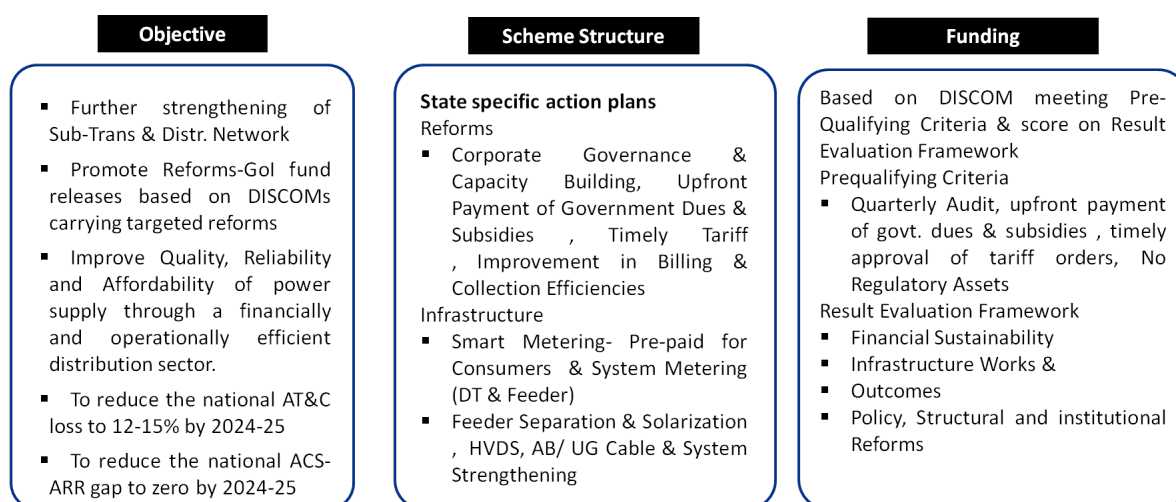 Objective
▪ Further strengthening of
Sub-Trans & Distr. Network
▪ Promote Reforms-GoI fund
releases based on DISCOMs
carrying targeted reforms
▪ Improve Quality, Reliability
and Affordability of power
supply through a financially
and operationally efficient
distribution sector.
▪ To reduce the national AT&C
loss to 12-15% by 2024-25
▪ To reduce the national ACS-
ARR gap to zero by 2024-25
Scheme Structure
State specific action plans
Reforms
▪ Corporate Governance &
Capacity Building, Upfront
Payment of Government Dues &
Subsidies , Timely Tariff
, Improvement in Billing &
Collection Efficiencies
Infrastructure
▪ Smart Metering- Pre-paid for
Consumers & System Metering
(DT & Feeder)
▪ Feeder Separation & Solarization
, HVDS, AB/ UG Cable & System
Strengthening
Funding
Based on DISCOM meeting Pre-
Qualifying Criteria & score on Result
Evaluation Framework
Prequalifying Criteria
▪ Quarterly Audit, upfront payment
of govt. dues & subsidies , timely
approval of tariff orders, No
Regulatory Assets
Result Evaluation Framework
▪ Financial Sustainability
▪ Infrastructure Works &
▪ Outcomes
▪ Policy, Structural and institutional
Reforms